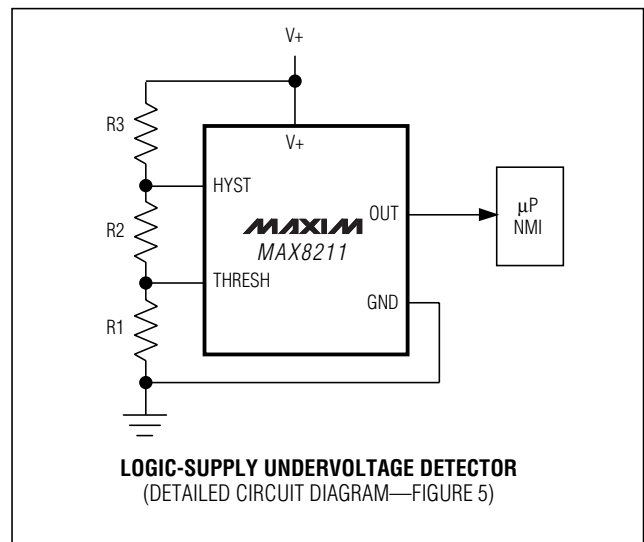 V+
R3
V+
HYST
R2
MAXIM
MAX8211
OUT
µP
NMI
THRESH
GND
R1
LOGIC-SUPPLY UNDERVOLTAGE DETECTOR
(DETAILED CIRCUIT DIAGRAM—FIGURE 5)